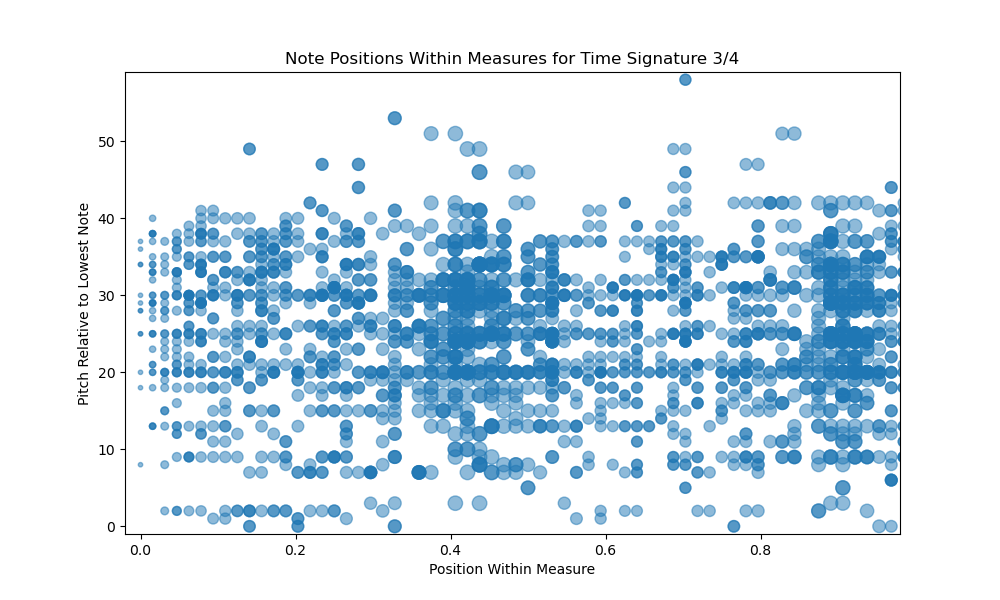 Note Positions Within Measures for Time Signature 3/4
50
40
30
20
10
0
Pitch Relative to Lowest Note
0.0 0.2 0.4 0.6 0.8
Position Within Measure